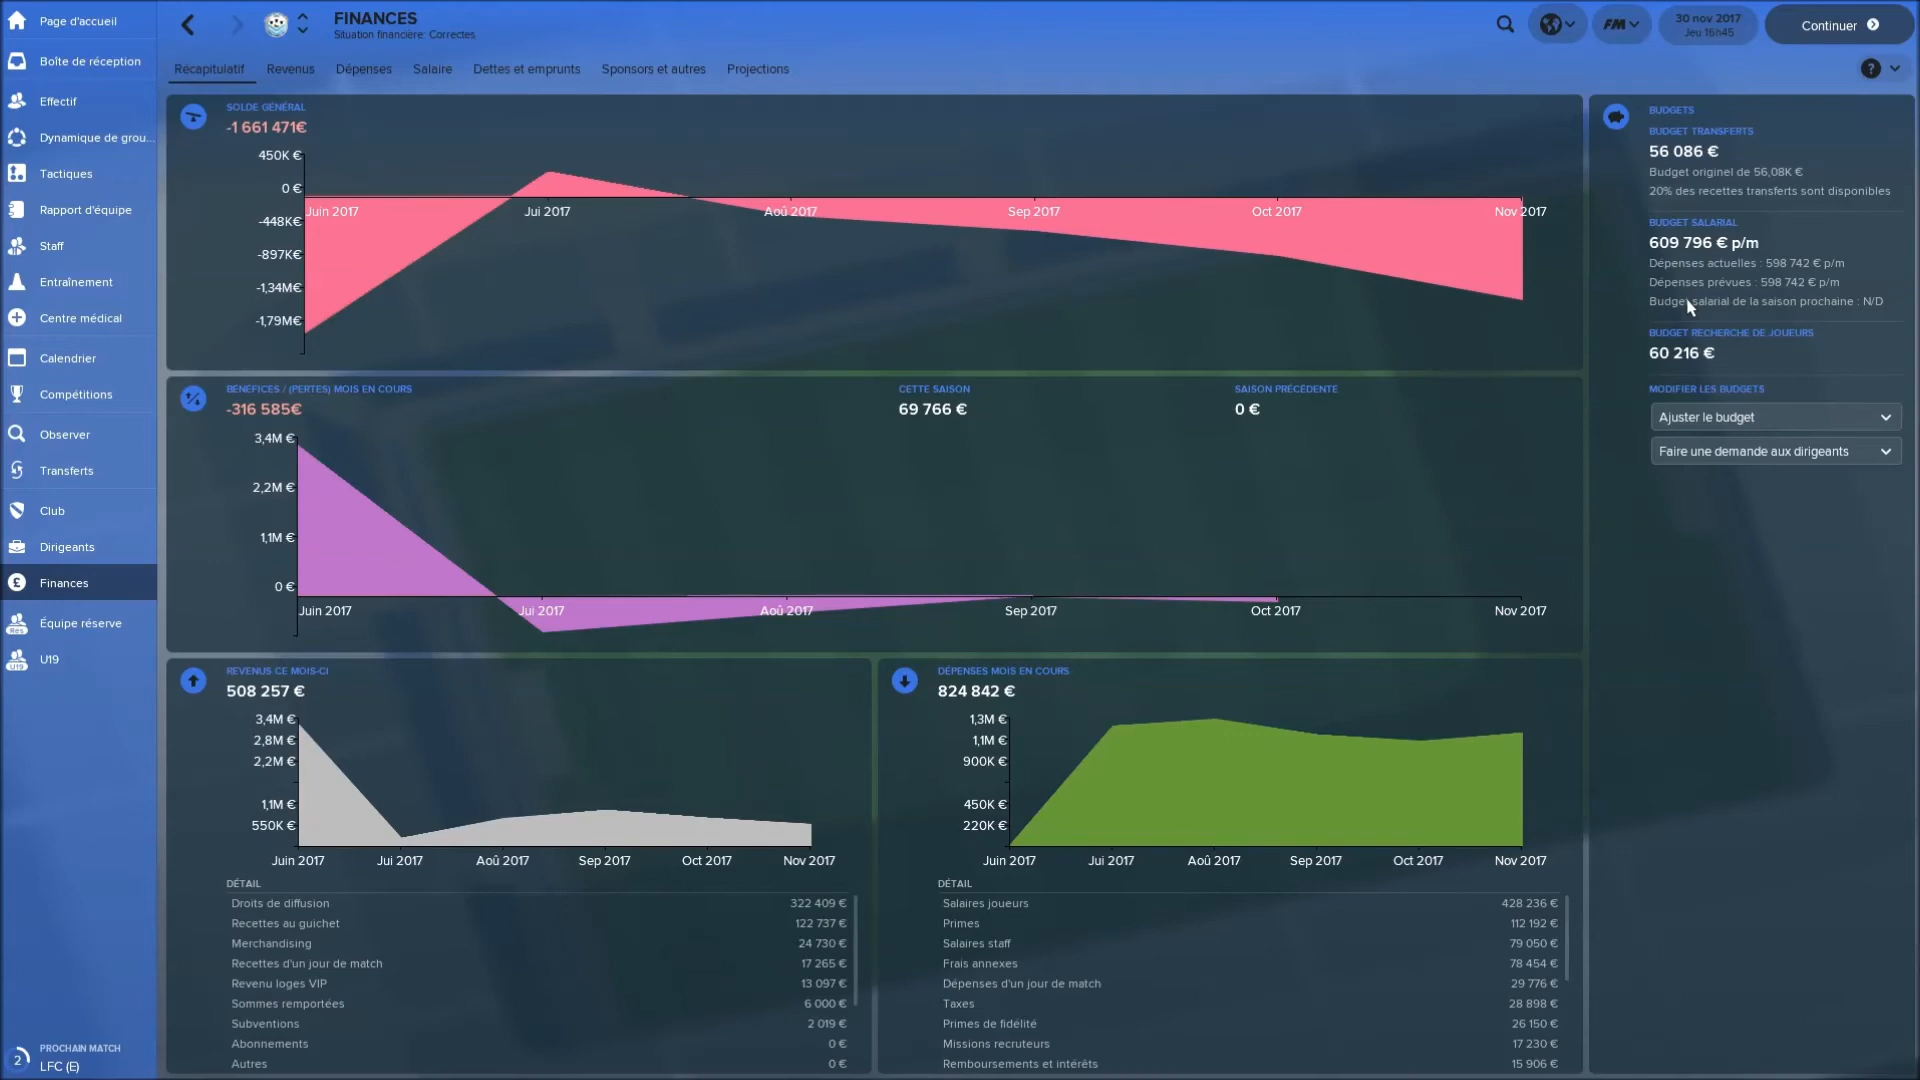 Page d'accueil
Boîte de réception
Effectif
Dynamique de grou...
Tactiques
Rapport d'équipe
Staff
Entraînement
Centre médical
Calendrier
Compétitions
Observer
Transferts
Club
Dirigeants
£ Finances
Res Équipe réserve
U19 U19
2 PROCHAIN MATCH
LFC (E)
FINANCES
Situation financière: Correctes
FM
30 nov 2017
Jeu 16h45
Continuer
Récapitulatif Revenus Dépenses Salaire Dettes et emprunts Sponsors et autres Projections
?
SOLDE GÉNÉRAL
-1 661 471€
450K €
0 €
-448K€
-897K€
-1,34M€
-1,79M€
Juin 2017 Jui 2017 Aoû 2017 Sep 2017 Oct 2017 Nov 2017
BÉNÉFICES / (PERTES) MOIS EN COURS
-316 585€
CETTE SAISON
69 766 €
SAISON PRÉCÉDENTE
0 €
3,4M €
2,2M €
1,1M €
0 €
Juin 2017 Jui 2017 Aoû 2017 Sep 2017 Oct 2017 Nov 2017
REVENUS CE MOIS-CI
508 257 €
3,4M €
2,8M €
2,2M €
1,1M €
550K €
Juin 2017 Jui 2017 Aoû 2017 Sep 2017 Oct 2017 Nov 2017
DÉTAIL
Droits de diffusion 322 409 €
Recettes au guichet 122 737 €
Merchandising 24 730 €
Recettes d'un jour de match 17 265 €
Revenu loges VIP 13 097 €
Sommes remportées 6 000 €
Subventions 2 019 €
Abonnements 0 €
Autres 0 €
DÉPENSES MOIS EN COURS
824 842 €
1,3M €
1,1M €
900K €
450K €
220K €
Juin 2017 Jui 2017 Aoû 2017 Sep 2017 Oct 2017 Nov 2017
DÉTAIL
Salaires joueurs 428 236 €
Primes 112 192 €
Salaires staff 79 050 €
Frais annexes 78 454 €
Dépenses d'un jour de match 29 776 €
Taxes 28 898 €
Primes de fidélité 26 150 €
Missions recruteurs 17 230 €
Remboursements et intérêts 15 906 €
BUDGETS
BUDGET TRANSFERTS
56 086 €
Budget originel de 56,08K €
20% des recettes transferts sont disponibles
BUDGET SALARIAL
609 796 € p/m
Dépenses actuelles : 598 742 € p/m
Dépenses prévues : 598 742 € p/m
Budget salarial de la saison prochaine : N/D
BUDGET RECHERCHE DE JOUEURS
60 216 €
MODIFIER LES BUDGETS
Ajuster le budget
Faire une demande aux dirigeants